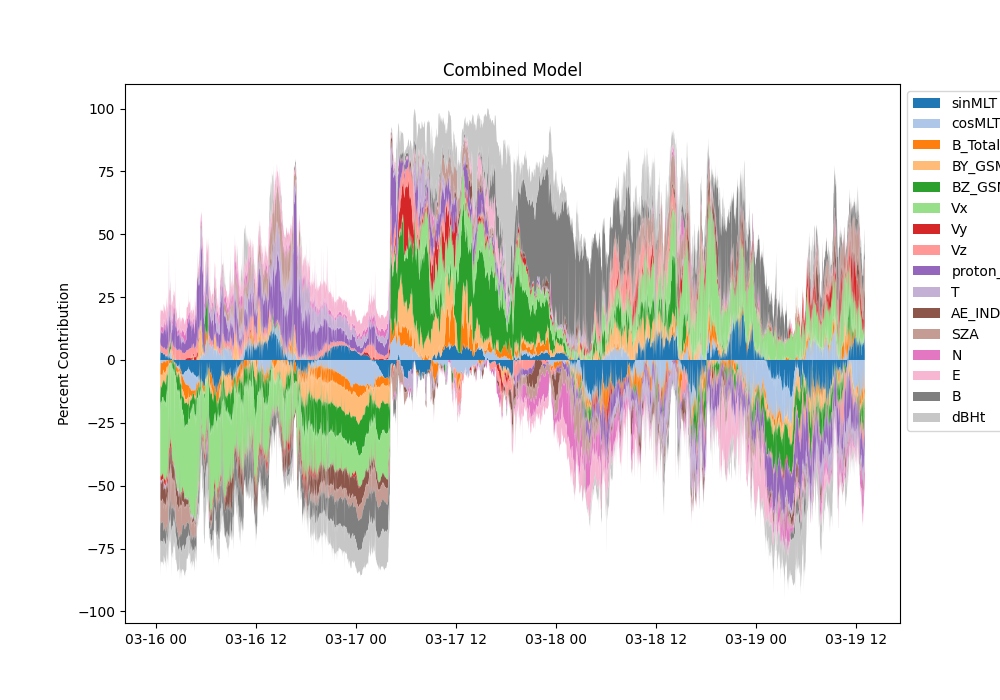 Combined Model
Percent Contribution
100
75
50
25
0
−25
−50
−75
−100
03-16 00
03-16 12
03-17 00
03-17 12
03-18 00
03-18 12
03-19 00
03-19 12
sinMLT
cosMLT
B_Total
BY_GSM
BZ_GSM
Vx
Vy
Vz
proton_
T
AE_IND
SZA
N
E
B
dBHt